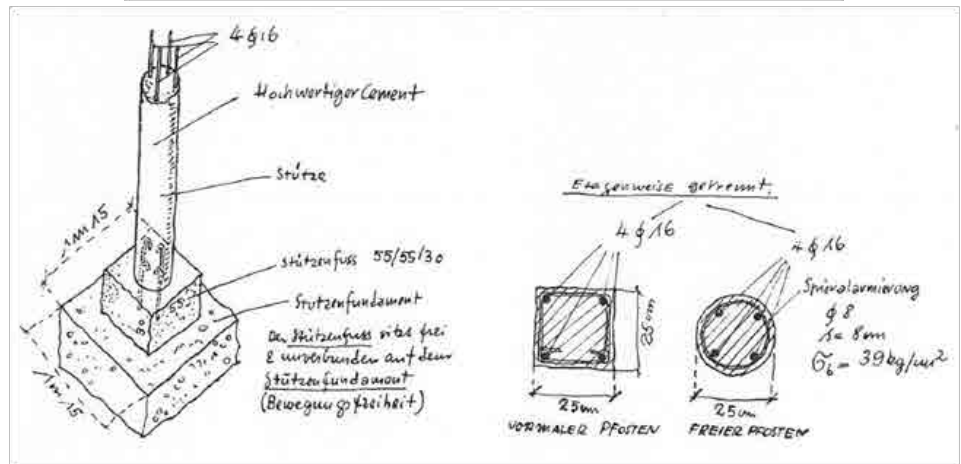 4 ϕ 16
Hochwertiger Cement
Stütze
1m 15
Stützenfuss 55/55/30
55
30
Stützenfundament
Der Stützenfuss sitzt frei
& unverbunden auf dem
Stützenfundament
(Bewegungsfreiheit)
1m 15
Etagenweise getrennt.
4 ϕ 16
4 ϕ 16
Spiralarmierung
ϕ 8
s = 8cm
= 39 kg/cm²
25cm
25cm
25cm
NORMALER PFOSTEN
FREIER PFOSTEN